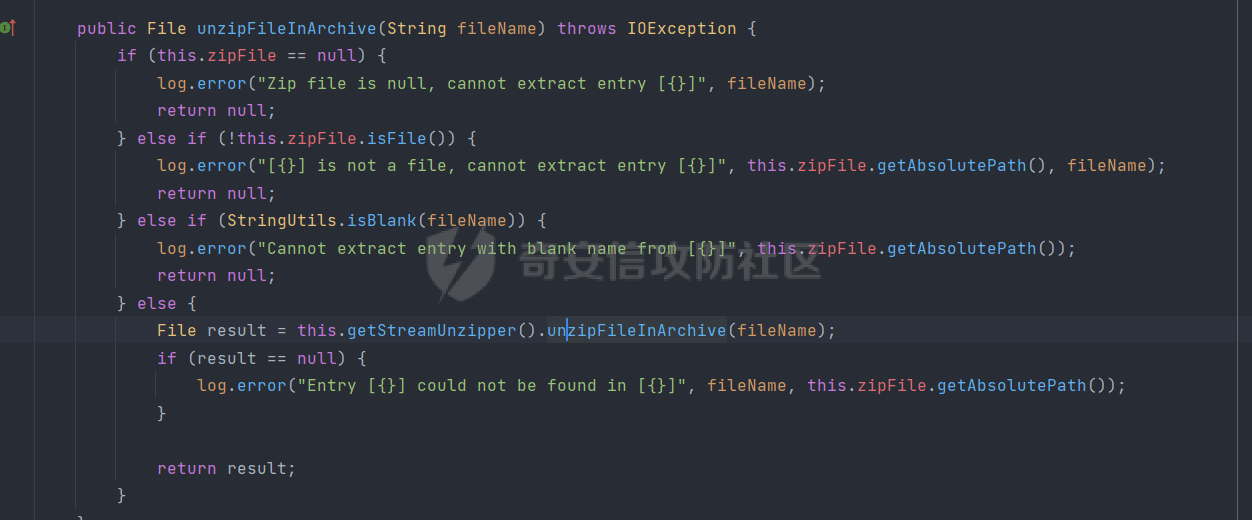 public File unzipFileInArchive(String fileName) throws IOException {
if (this.zipFile == null) {
log.error("Zip file is null, cannot extract entry [{}]", fileName);
return null;
} else if (!this.zipFile.isFile()) {
log.error("[{}] is not a file, cannot extract entry [{}]", this.zipFile.getAbsolutePath(), fileName);
return null;
} else if (StringUtils.isBlank(fileName)) {
log.error("Cannot extract entry with blank name from [{}]", this.zipFile.getAbsolutePath());
奇安信攻防社区
return null;
} else {
File result = this.getStreamUnzipper().unzipFileInArchive(fileName);
if (result == null) {
log.error("Entry [{}] could not be found in [{}]", fileName, this.zipFile.getAbsolutePath());
}
return result;
}
}